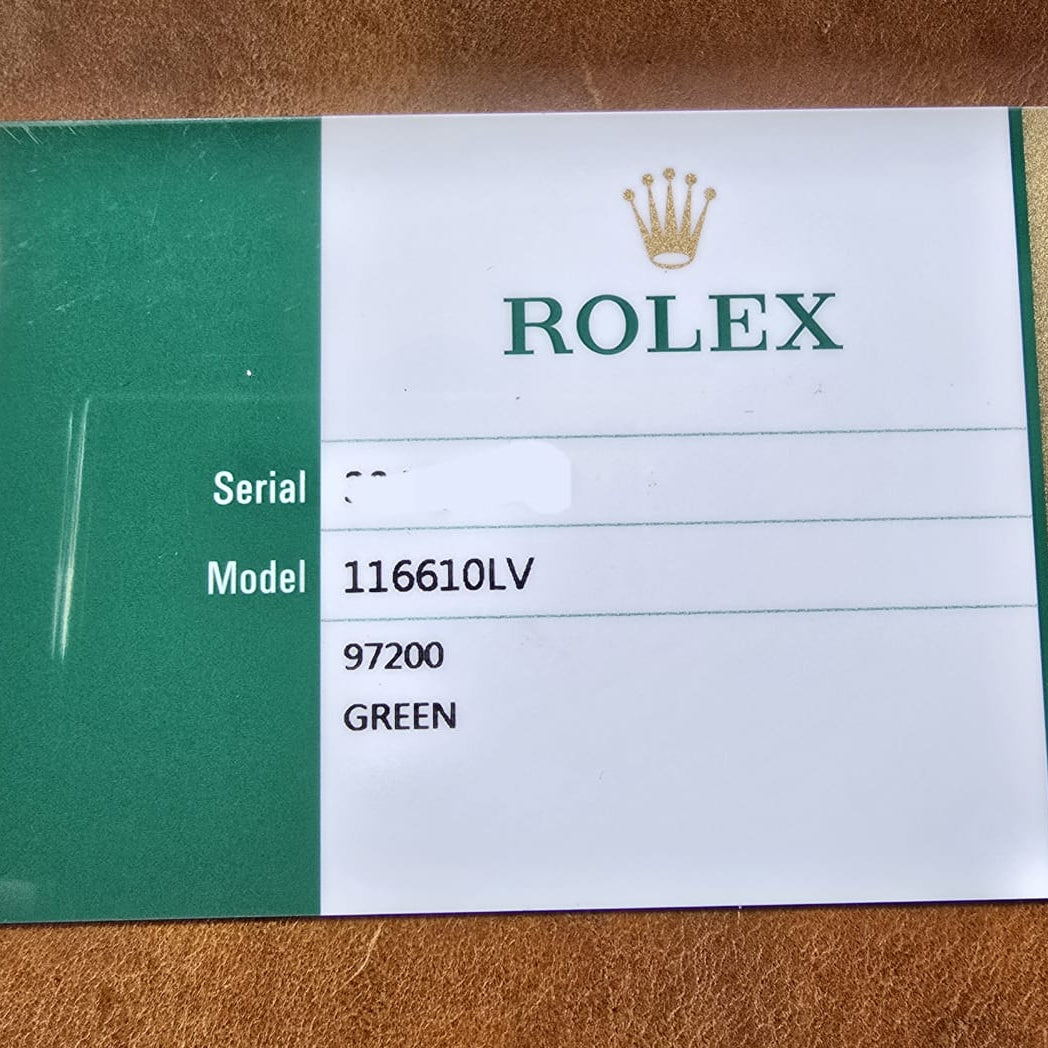 ROLEX
Serial
Model 116610LV
97200
GREEN